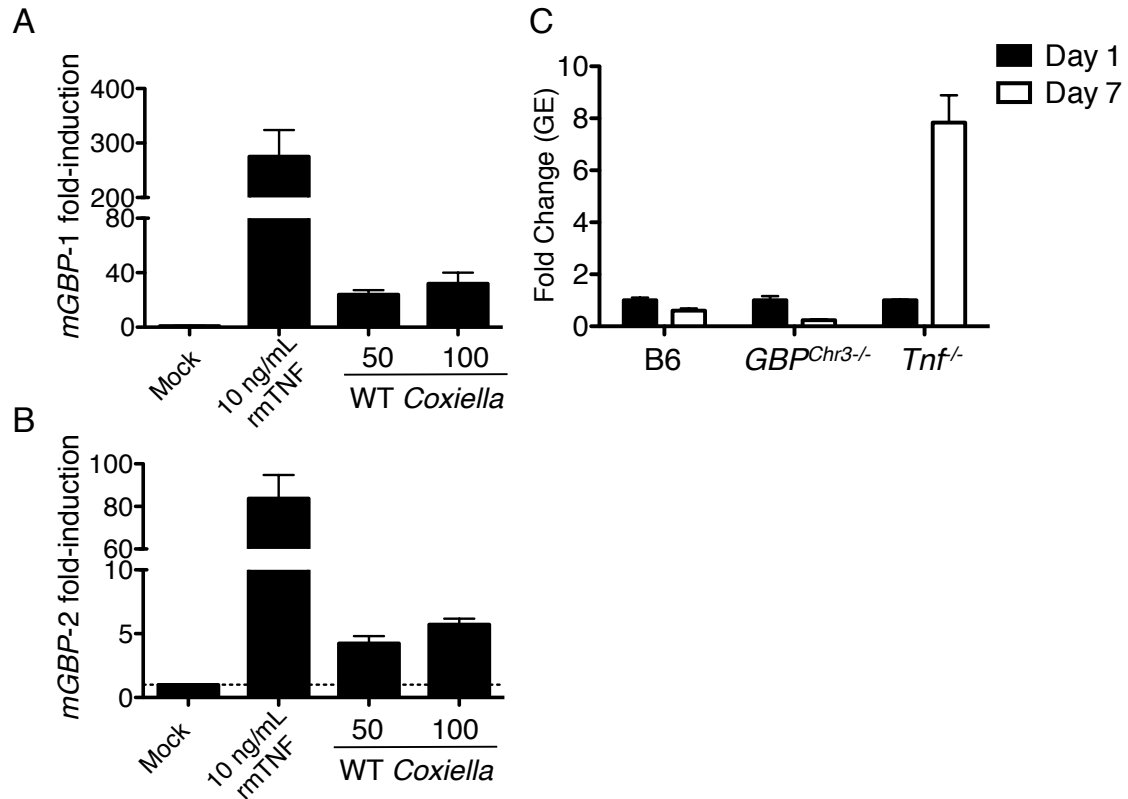 A
mGBP-1 fold-induction
400
300
200
80
40
0
Mock
10 ng/mL
rmTNF
50 100
WT Coxiella
B
mGBP-2 fold-induction
100
80
60
10
5
0
Mock
10 ng/mL
rmTNF
50 100
WT Coxiella
C
Day 1
Day 7
Fold Change (GE)
10
8
6
4
2
0
B6 GBPChr3-/- Tnf-/-